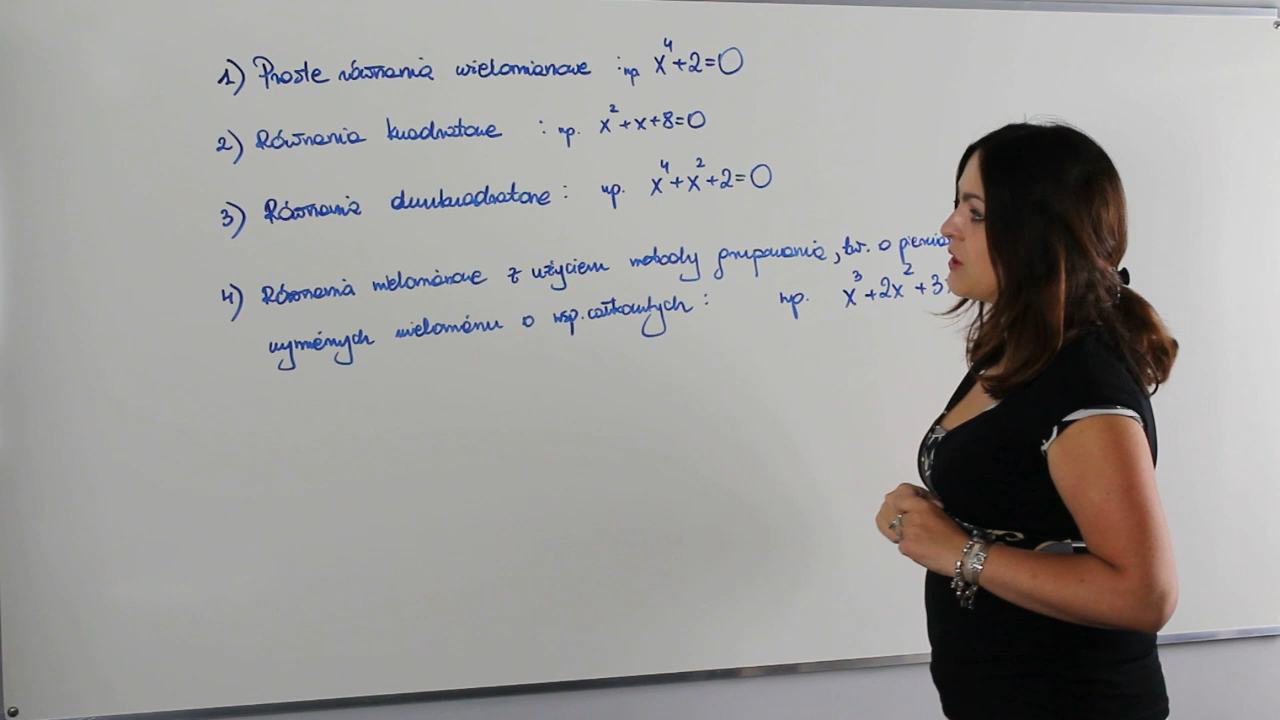 1) Proste równania wielomianowe : np x⁴+2=0
2) Równania kwadratowe : np. x²+x+8=0
3) Równania dwukwadratowe : np. x⁴+x²+2=0
4) Równania wielomianowe z użyciem metody grupowania, tw. o pierwia
wymiernych wielomianu o wsp. całkowitych : np. x³+2x²+3